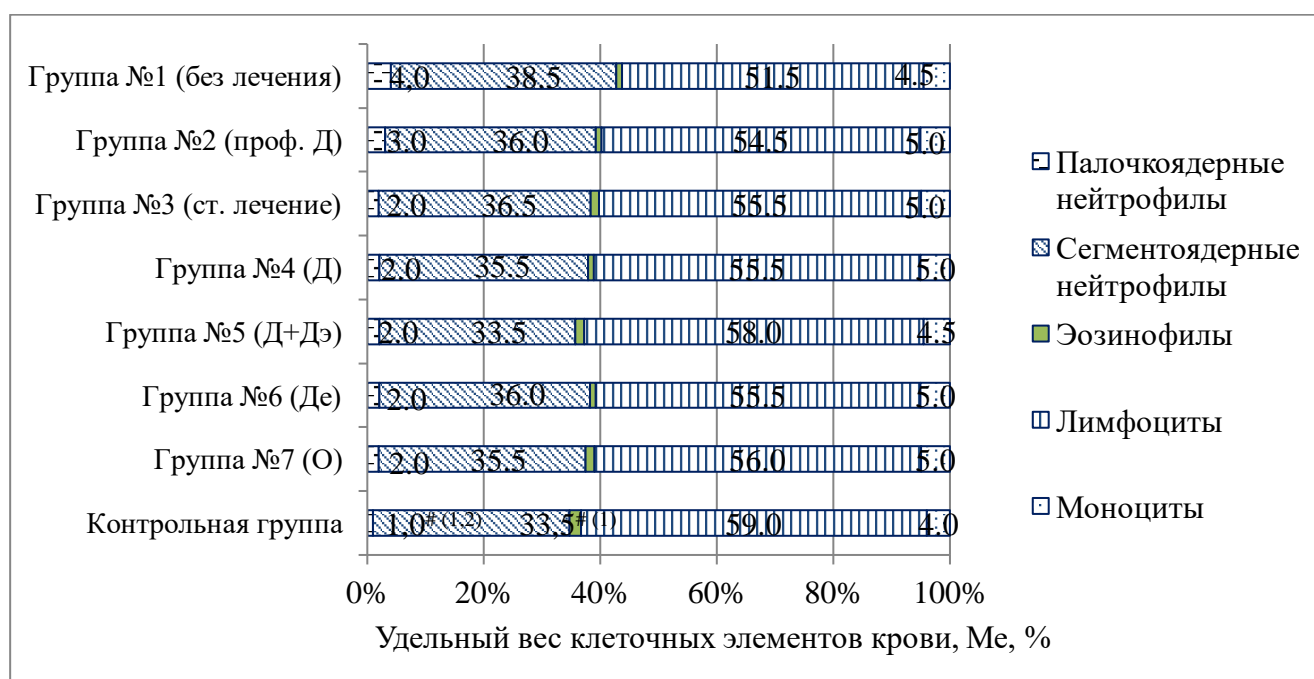 Группа №1 (без лечения) 4,0 38.5 51.5 4.5
Группа №2 (проф. Д) 3.0 36.0 54.5 5.0
Палочкоядерные
нейтрофилы
Группа №3 (ст. лечение) 2.0 36.5 55.5 5.0
Сегментоядерные
нейтрофилы
Группа №4 (Д) 2.0 35.5 55.5 5.0
Группа №5 (Д+Дэ) 2.0 33.5 58.0 4.5
Эозинофилы
Группа №6 (Де) 2.0 36.0 55.5 5.0
Лимфоциты
Группа №7 (О) 2.0 35.5 56.0 5.0
Моноциты
Контрольная группа 1,0# (1,2) 33,5# (1) 59.0 4.0
0% 20% 40% 60% 80% 100%
Удельный вес клеточных элементов крови, Ме, %